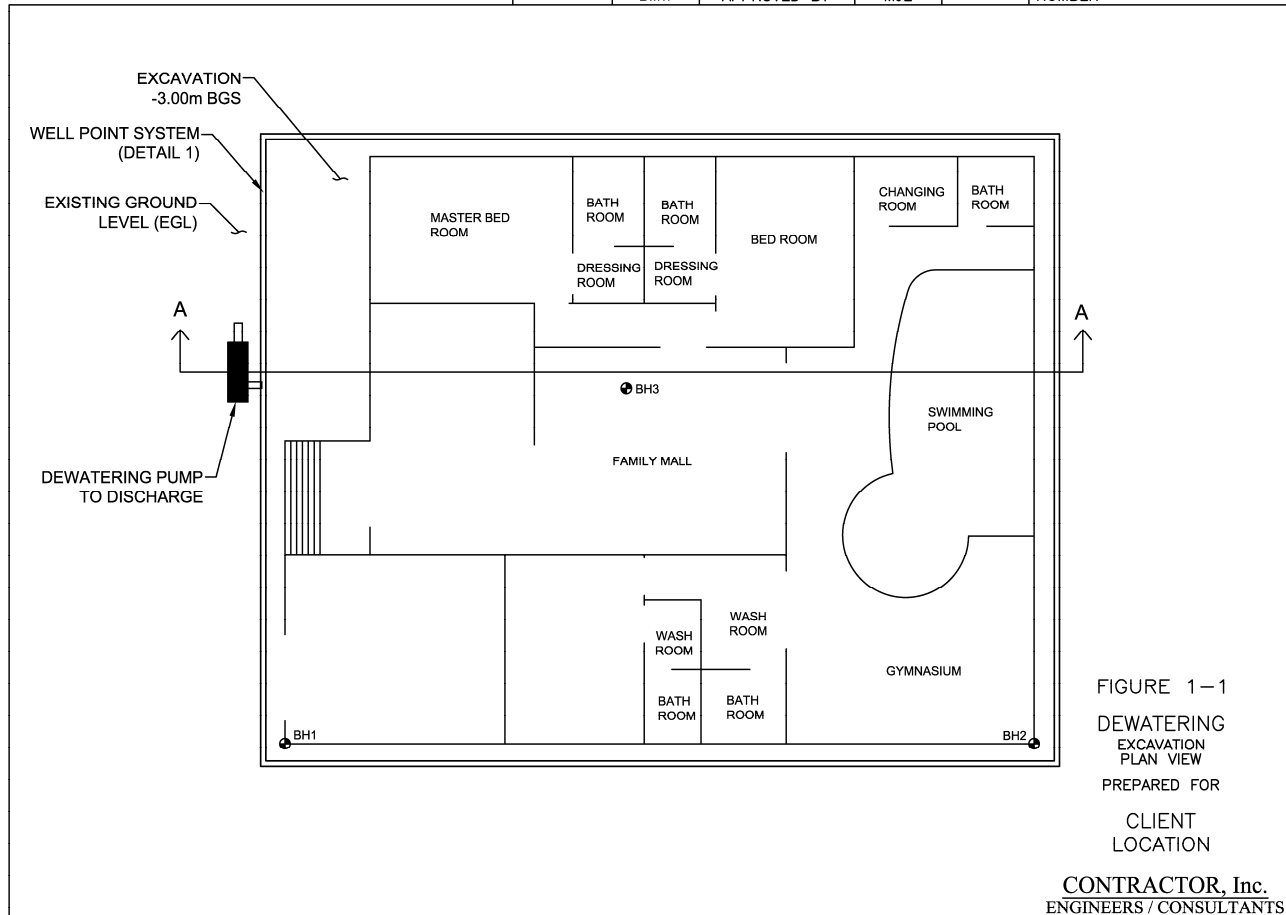 APPROVED BY
NUMBER
EXCAVATION
-3.00m BGS
WELL POINT SYSTEM
(DETAIL 1)
EXISTING GROUND
LEVEL (EGL)
MASTER BED
ROOM
BATH
ROOM
BATH
ROOM
DRESSING
ROOM
DRESSING
ROOM
BED ROOM
CHANGING
ROOM
BATH
ROOM
A
A
BH3
SWIMMING
POOL
FAMILY MALL
DEWATERING PUMP
TO DISCHARGE
WASH
ROOM
WASH
ROOM
BATH
ROOM
BATH
ROOM
GYMNASIUM
BH1
BH2
FIGURE 1-1
DEWATERING
EXCAVATION
PLAN VIEW
PREPARED FOR
CLIENT
LOCATION
CONTRACTOR, Inc.
ENGINEERS / CONSULTANTS